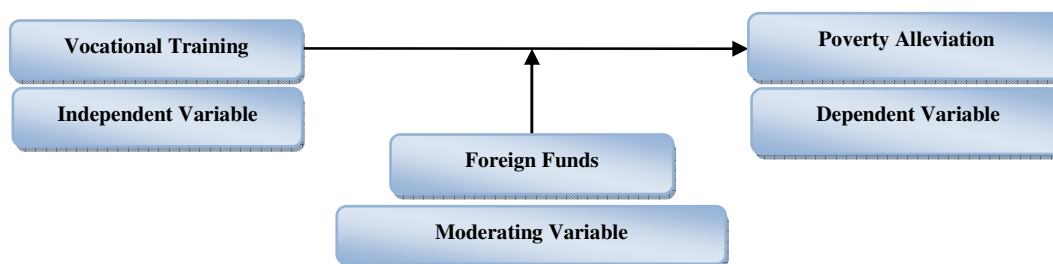 Vocational Training
Poverty Alleviation
Independent Variable
Dependent Variable
Foreign Funds
Moderating Variable